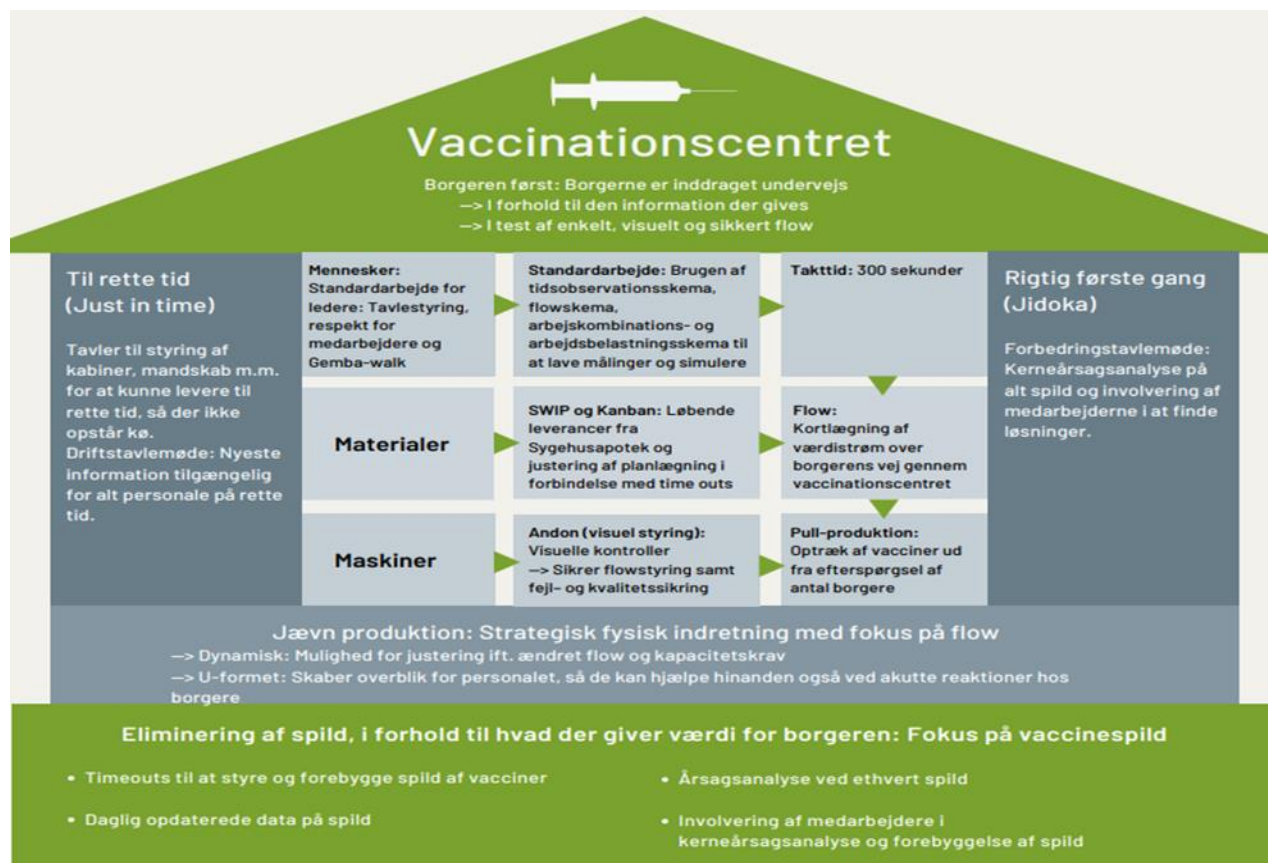 Vaccinationscentret
Borgeren først: Borgerne er inddraget undervejs
—> I forhold til den information der gives
—> I test af enkelt, visuelt og sikkert flow
Til rette tid
(Just in time)
Tavler til styring af
kabiner, mandskab m.m.
for at kunne levere til
rette tid, så der ikke
opstår kø.
Driftstavlemøde: Nyeste
information tilgængelig
for alt personale på rette
tid.
Mennesker:
Standardarbejde for
ledere: Tavlestyring,
respekt for
medarbejdere og
Gemba-walk
Standardarbejde: Brugen af
tidsobservationsskema,
flowskema,
arbejskombinations- og
arbejdsbelastningsskema til
at lave målinger og simulere
Takttid: 300 sekunder
Materialer
SWIP og Kanban: Løbende
leverancer fra
Sygehusapotek og
justering af planlægning i
forbindelse med time outs
Flow:
Kortlægning af
værdistrøm over
borgerens vej gennem
vaccinationscentret
Maskiner
Andon (visuel styring):
Visuelle kontroller
—> Sikrer flowstyring samt
fejl- og kvalitetssikring
Pull-produktion:
Optræk af vacciner ud
fra efterspørgsel af
antal borgere
Rigtig første gang
(Jidoka)
Forbedringstavlemøde:
Kerneårsagsanalyse på
alt spild og involvering af
medarbejderne i at finde
løsninger.
Jævn produktion: Strategisk fysisk indretning med fokus på flow
—> Dynamisk: Mulighed for justering ift. ændret flow og kapacitetskrav
—> U-formet: Skaber overblik for personalet, så de kan hjælpe hinanden også ved akutte reaktioner hos
borgere
Eliminering af spild, i forhold til hvad der giver værdi for borgeren: Fokus på vaccinespild
• Timeouts til at styre og forebygge spild af vacciner
• Daglig opdaterede data på spild
• Årsagsanalyse ved ethvert spild
• Involvering af medarbejdere i
kerneårsagsanalyse og forebyggelse af spild